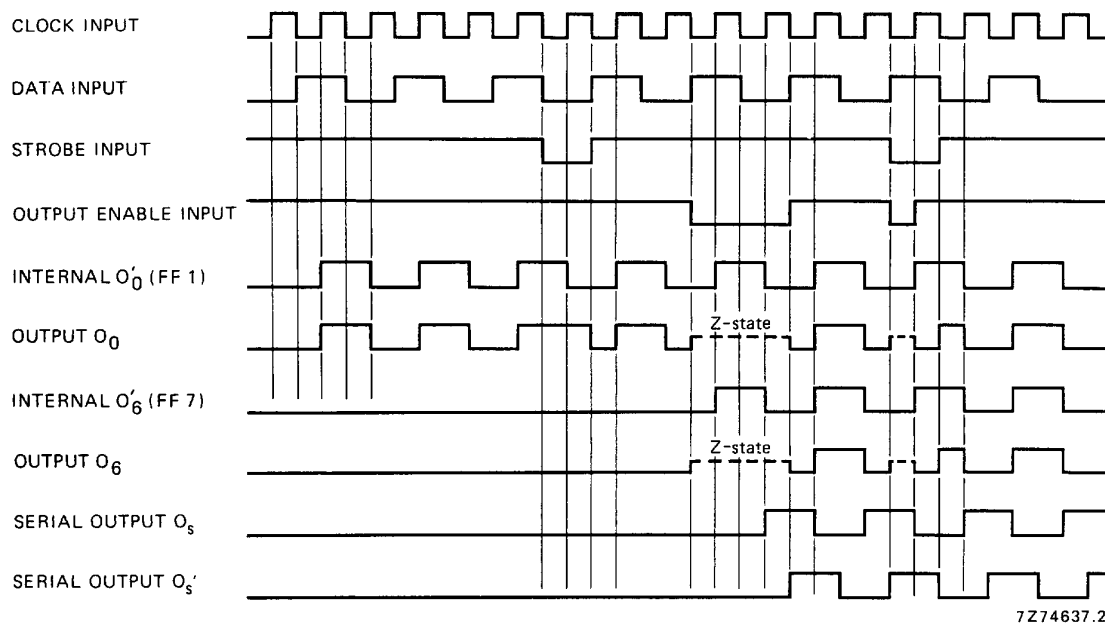 CLOCK INPUT
DATA INPUT
STROBE INPUT
OUTPUT ENABLE INPUT
INTERNAL O'0 (FF 1)
Z-state
OUTPUT O0
INTERNAL O'6 (FF 7)
Z-state
OUTPUT O6
SERIAL OUTPUT Os
SERIAL OUTPUT Os'
7Z74637.2